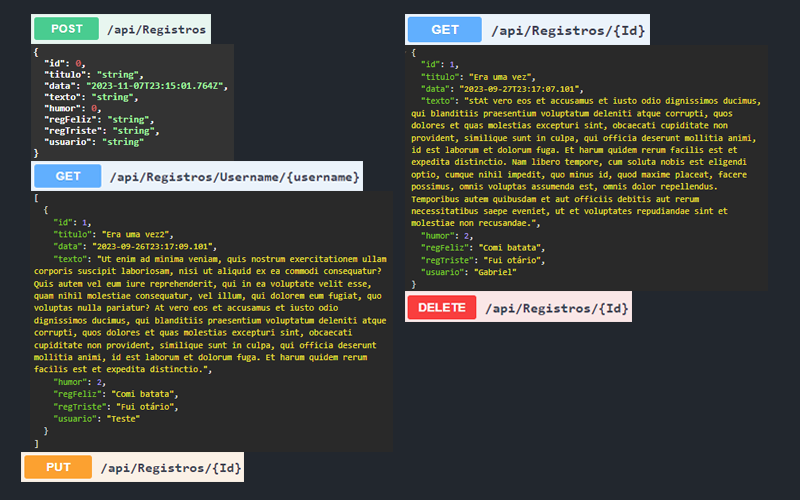 POST /api/Registros
{
"id": 0,
"titulo": "string",
"data": "2023-11-07T23:15:01.764Z",
"texto": "string",
"humor": 0,
"regFeliz": "string",
"regTriste": "string",
"usuario": "string"
}
GET /api/Registros/Username/{username}
[
{
"id": 1,
"titulo": "Era uma vez2",
"data": "2023-09-26T23:17:09.101",
"texto": "Ut enim ad minima veniam, quis nostrum exercitationem ullam
corporis suscipit laboriosam, nisi ut aliquid ex ea commodi consequatur?
Quis autem vel eum iure reprehenderit, qui in ea voluptate velit esse,
quam nihil molestiae consequatur, vel illum, qui dolorem eum fugiat, quo
voluptas nulla pariatur? At vero eos et accusamus et iusto odio
dignissimos ducimus, qui blanditiis praesentium voluptatum deleniti atque
corrupti, quos dolores et quas molestias excepturi sint, obcaecati
cupiditate non provident, similique sunt in culpa, qui officia deserunt
mollitia animi, id est laborum et dolorum fuga. Et harum quidem rerum
facilis est et expedita distinctio.",
"humor": 2,
"regFeliz": "Comi batata",
"regTriste": "Fui otário",
"usuario": "Teste"
}
]
PUT /api/Registros/{Id}
GET /api/Registros/{Id}
{
"id": 1,
"titulo": "Era uma vez",
"data": "2023-09-27T23:17:07.101",
"texto": "stAt vero eos et accusamus et iusto odio dignissimos ducimus,
qui blanditiis praesentium voluptatum deleniti atque corrupti, quos
dolores et quas molestias excepturi sint, obcaecati cupiditate non
provident, similique sunt in culpa, qui officia deserunt mollitia animi,
id est laborum et dolorum fuga. Et harum quidem rerum facilis est et
expedita distinctio. Nam libero tempore, cum soluta nobis est eligendi
optio, cumque nihil impedit, quo minus id, quod maxime placeat, facere
possimus, omnis voluptas assumenda est, omnis dolor repellendus.
Temporibus autem quibusdam et aut officiis debitis aut rerum
necessitatibus saepe eveniet, ut et voluptates repudiandae sint et
molestiae non recusandae.",
"humor": 2,
"regFeliz": "Comi batata",
"regTriste": "Fui otário",
"usuario": "Gabriel"
}
DELETE /api/Registros/{Id}